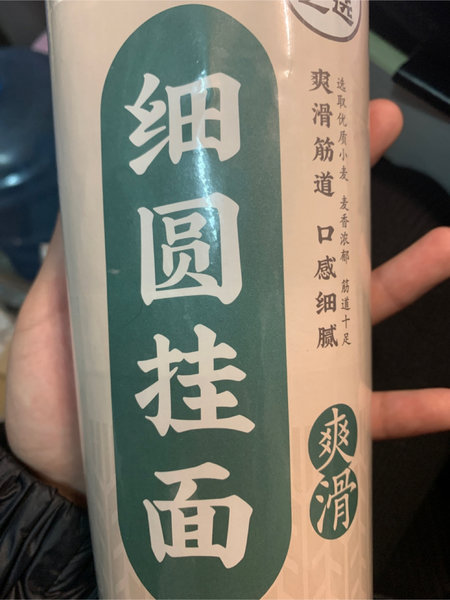 细圆挂面
选取优质小麦 麦香浓郁 筋道十足
爽滑筋道 口感细腻
爽滑